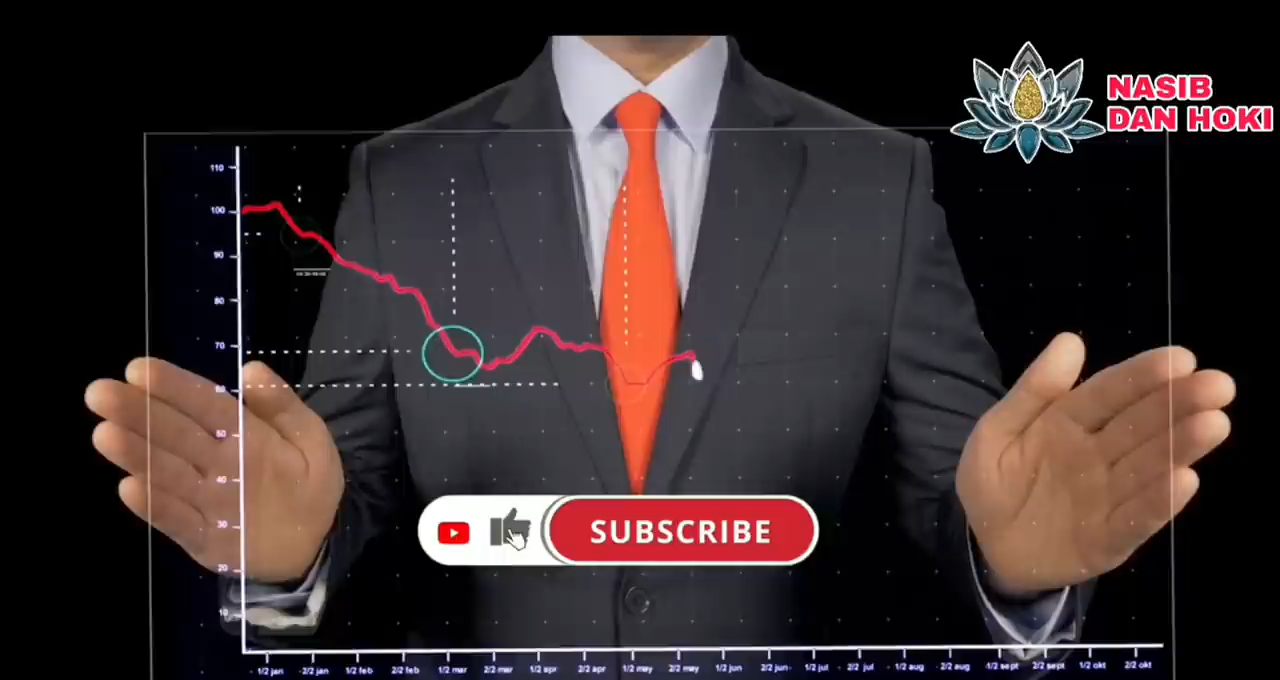 NASIB
DAN HOKI
110
100
90
80
70
60
50
40
30
20
10
SUBSCRIBE
1/2 jan 2/2 jan 1/2 feb 2/2 feb 1/2 mar 2/2 mar 1/2 apr 2/2 apr 1/2 may 2/2 may 1/2 jun 2/2 jun 1/2 jul 2/2 jul 1/2 aug 2/2 aug 1/2 sept 2/2 sept 1/2 okt 2/2 okt